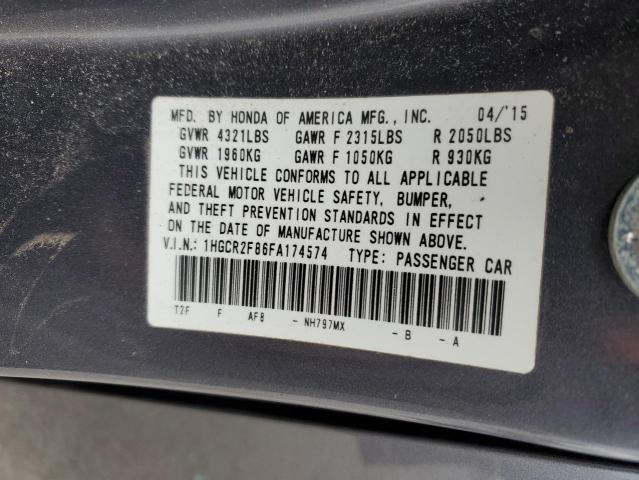 MFD. BY HONDA OF AMERICA MFG., INC. 04/'15
GVWR 4321LBS GAWR F 2315LBS R 2050LBS
GVWR 1960KG GAWR F 1050KG R 930KG
THIS VEHICLE CONFORMS TO ALL APPLICABLE
FEDERAL MOTOR VEHICLE SAFETY, BUMPER,
AND THEFT PREVENTION STANDARDS IN EFFECT
ON THE DATE OF MANUFACTURE SHOWN ABOVE.
V.I.N.: 1HGCR2F86FA174574 TYPE: PASSENGER CAR
T2F F AF8 - NH797MX - B - A